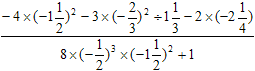 -4×(-1 1/2)² -3×(-2/3)² ÷1 1/3 -2×(-2 1/4)
8×(-1/2)³ ×(-1 1/2)² +1